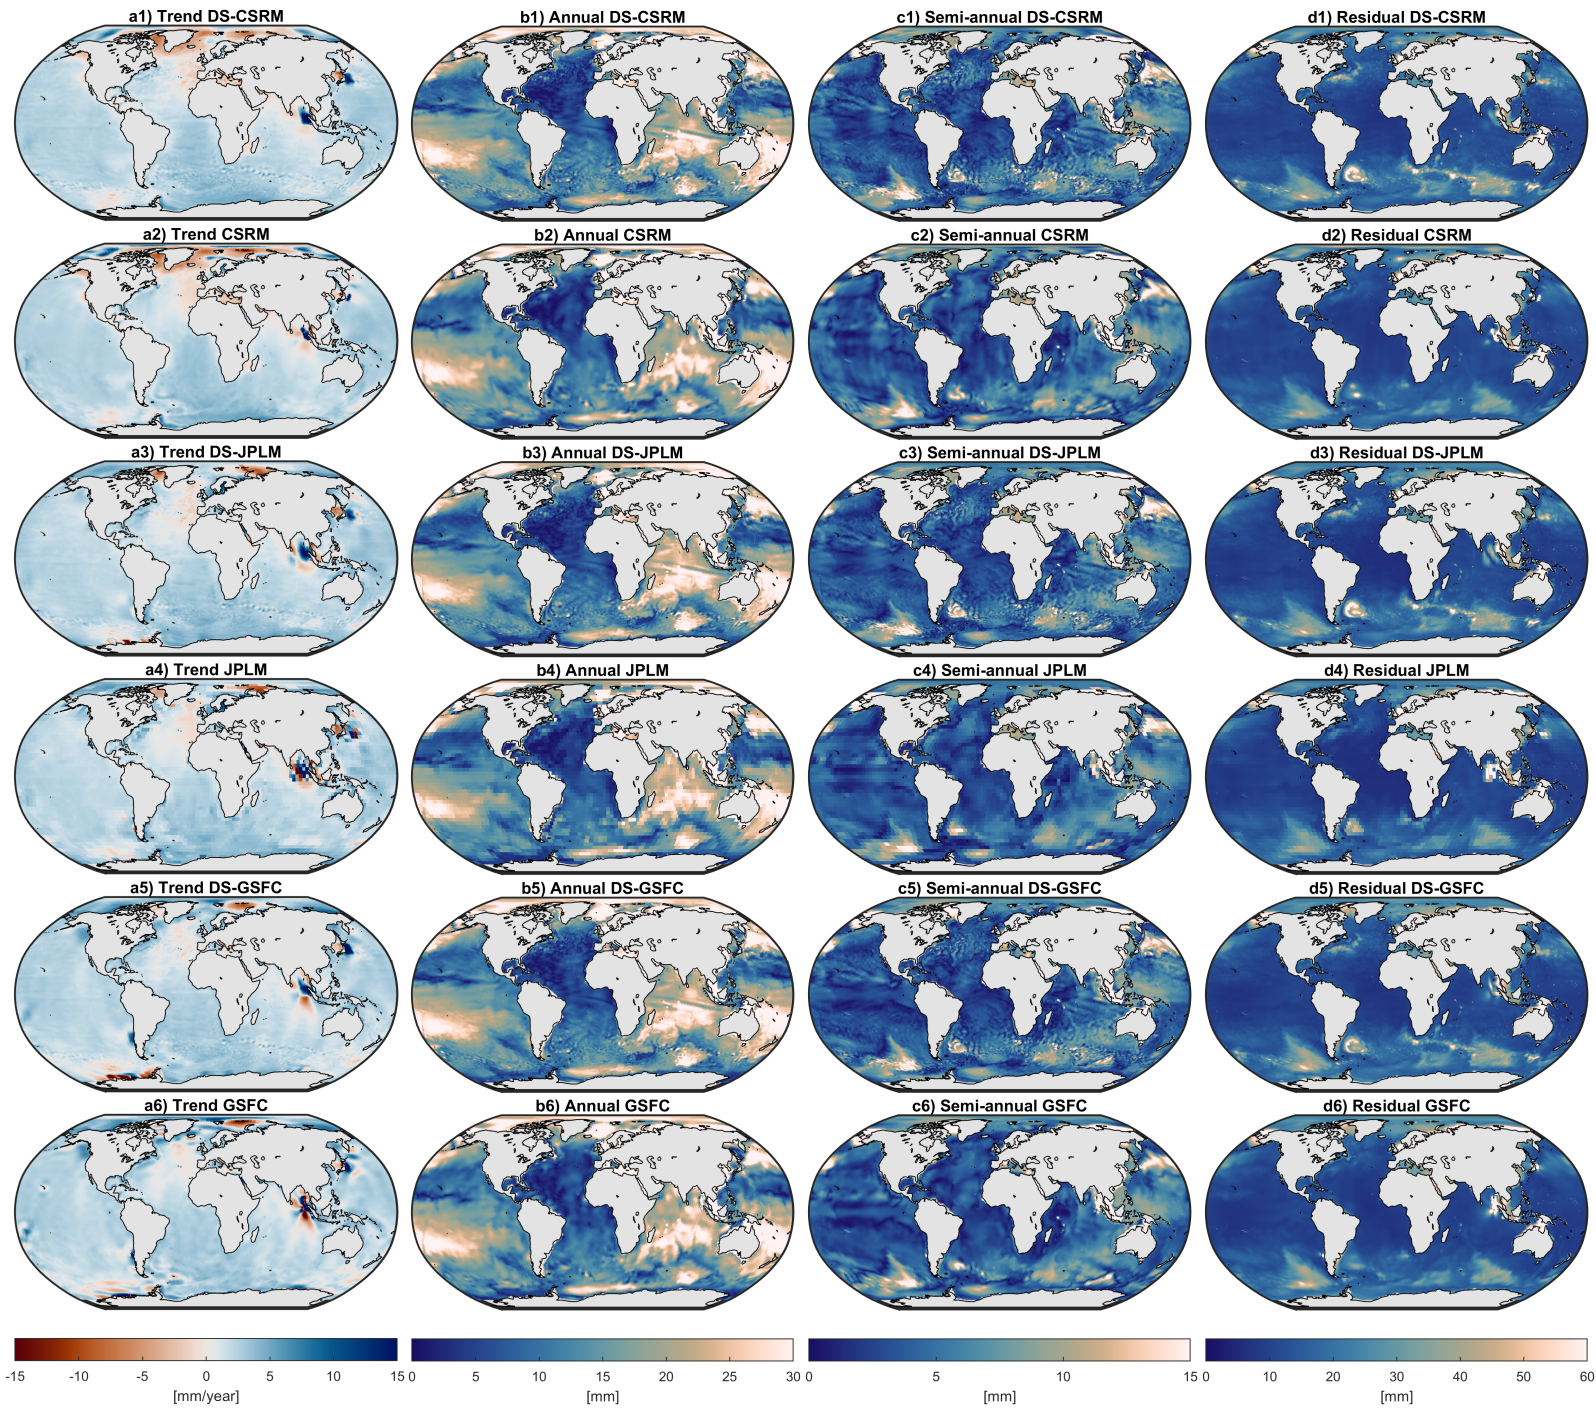 a1) Trend DS-CSRM b1) Annual DS-CSRM c1) Semi-annual DS-CSRM d1) Residual DS-CSRM
a2) Trend CSRM b2) Annual CSRM c2) Semi-annual CSRM d2) Residual CSRM
a3) Trend DS-JPLM b3) Annual DS-JPLM c3) Semi-annual DS-JPLM d3) Residual DS-JPLM
a4) Trend JPLM b4) Annual JPLM c4) Semi-annual JPLM d4) Residual JPLM
a5) Trend DS-GSFC b5) Annual DS-GSFC c5) Semi-annual DS-GSFC d5) Residual DS-GSFC
a6) Trend GSFC b6) Annual GSFC c6) Semi-annual GSFC d6) Residual GSFC
-15 -10 -5 0 5 10 15 0 5 10 15 20 25 30 0 5 10 15 0 10 20 30 40 50 60
[mm/year] [mm] [mm] [mm]